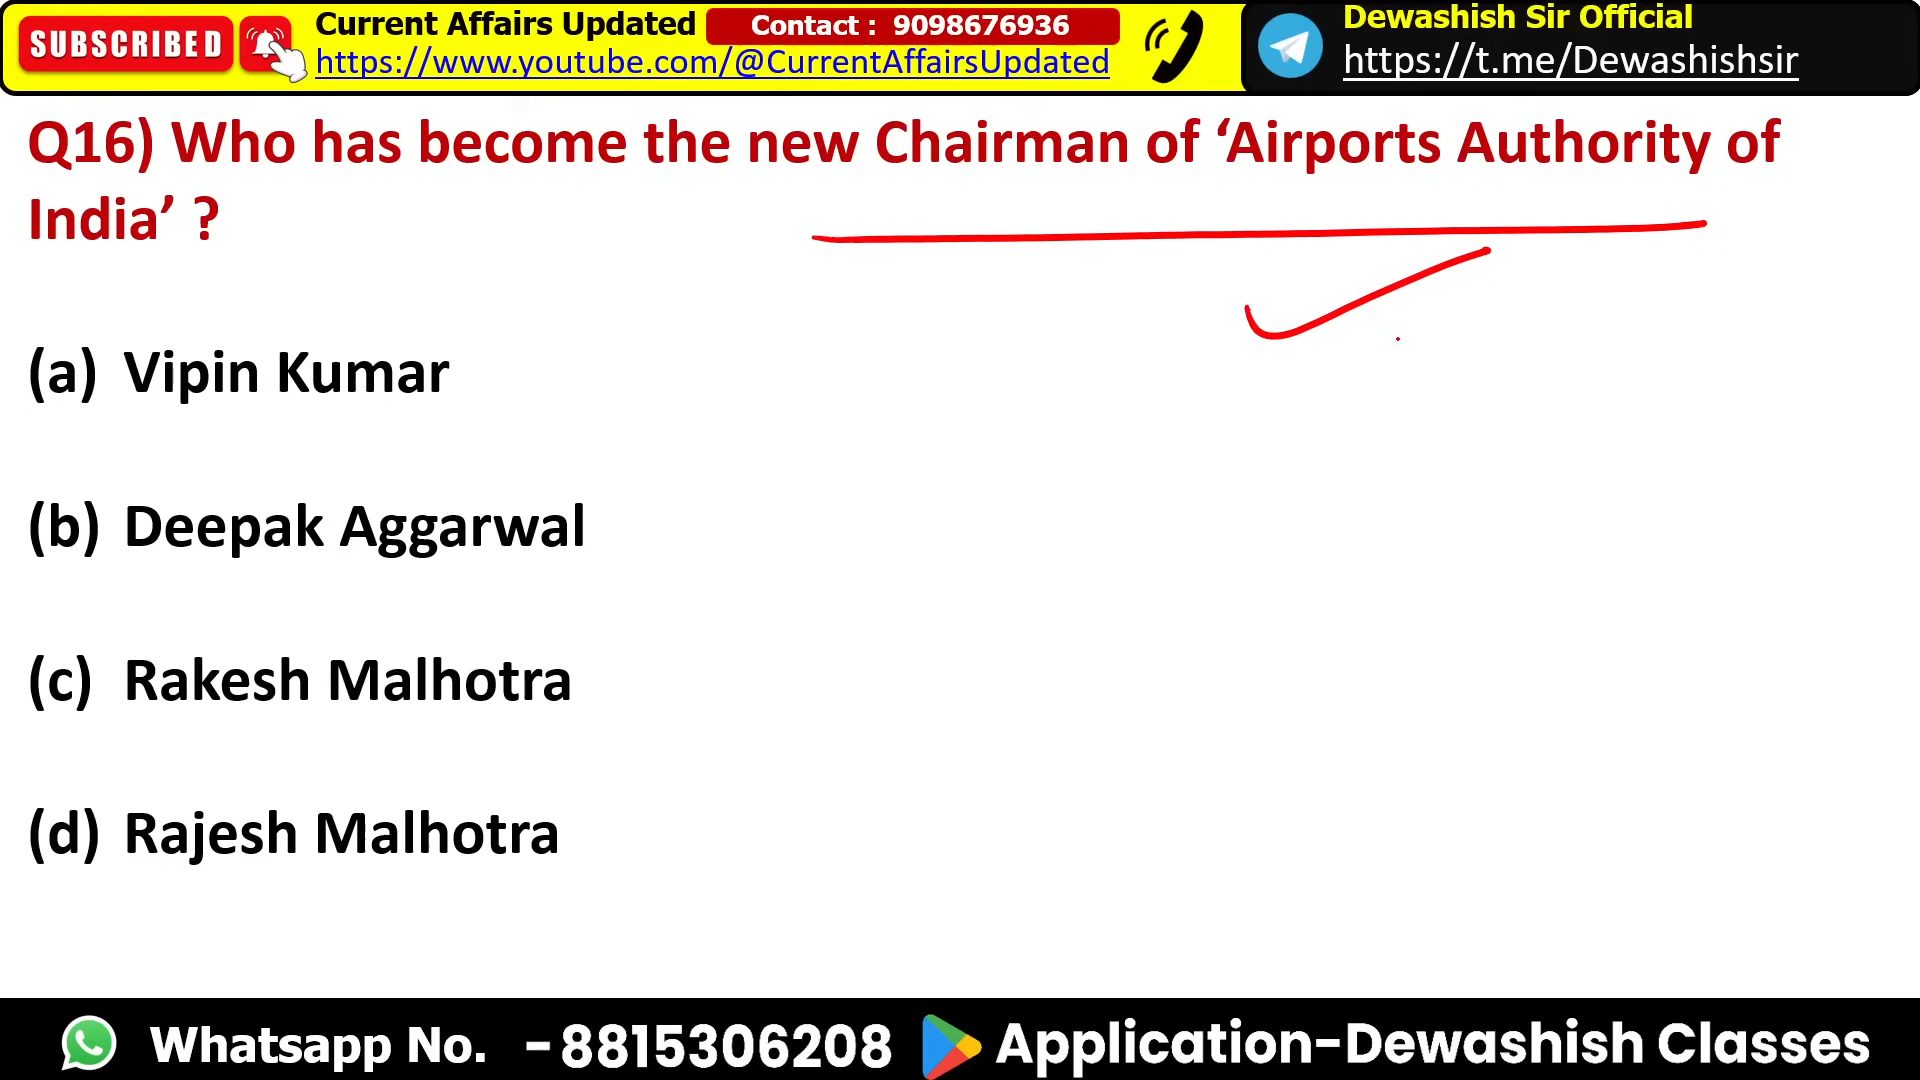 SUBSCRIBED
Current Affairs Updated
Contact : 9098676936
https://www.youtube.com/@CurrentAffairsUpdated
Dewashish Sir Official
https://t.me/Dewashishsir
Q16) Who has become the new Chairman of ‘Airports Authority of
India’ ?
(a) Vipin Kumar
(b) Deepak Aggarwal
(c) Rakesh Malhotra
(d) Rajesh Malhotra
Whatsapp No. -8815306208
Application-Dewashish Classes